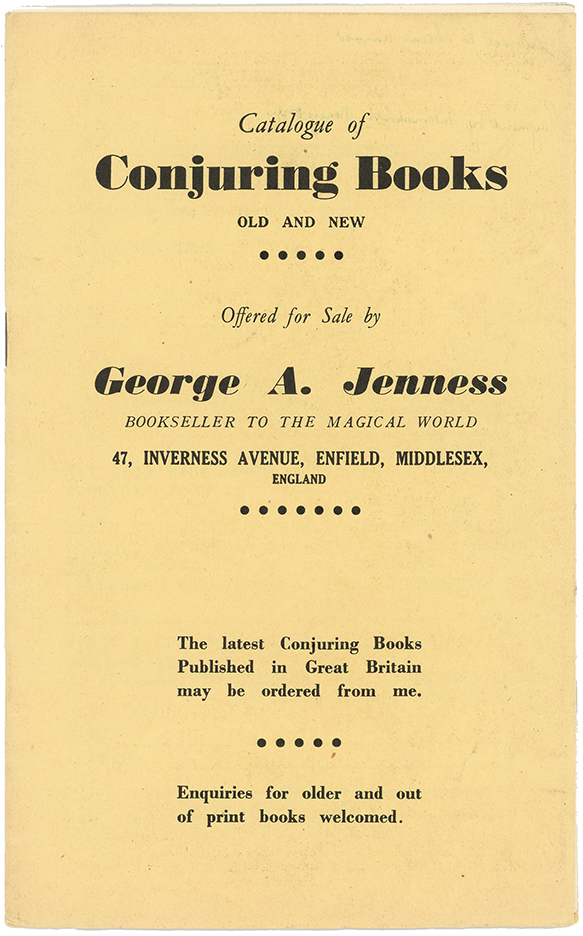 Catalogue of
Conjuring Books
OLD AND NEW
Offered for Sale by
George A. Jenness
BOOKSELLER TO THE MAGICAL WORLD
47, INVERNESS AVENUE, ENFIELD, MIDDLESEX,
ENGLAND
The latest Conjuring Books
Published in Great Britain
may be ordered from me.
Enquiries for older and out
of print books welcomed.